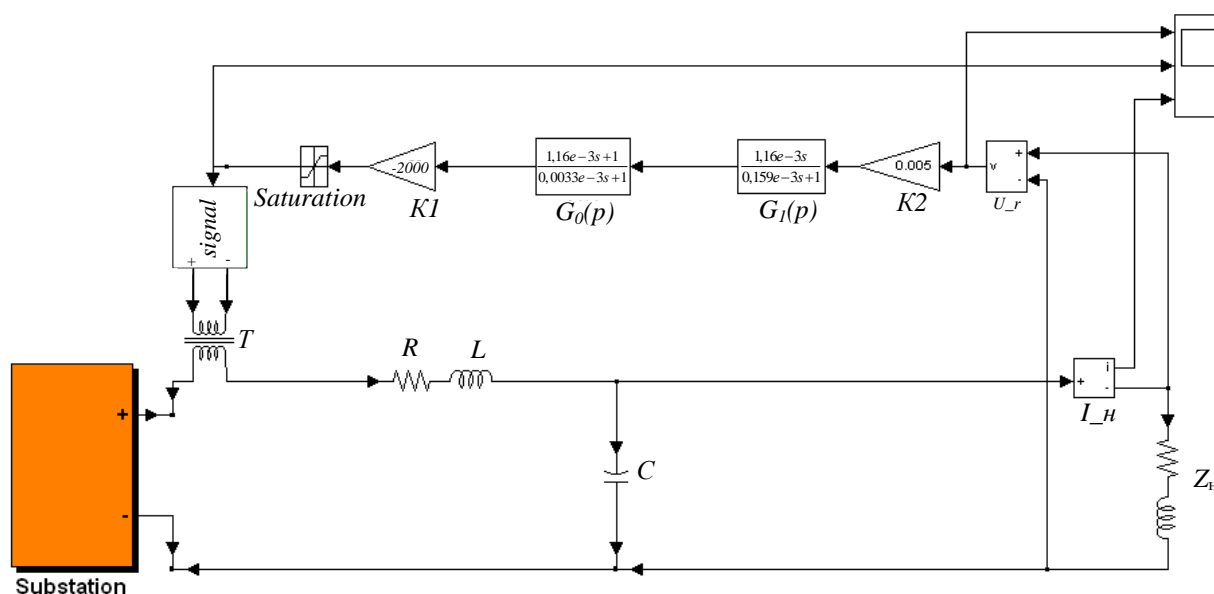 1,16e−3s+1
0,0033e−3s+1
1,16e−3s
0,159e−3s+1
-2000
0.005
v
+
-
U_r
Saturation
K1
G0(p)
G1(p)
K2
signal
+ -
T
R
L
+
i
-
I_н
+
-
C
Zн
Substation